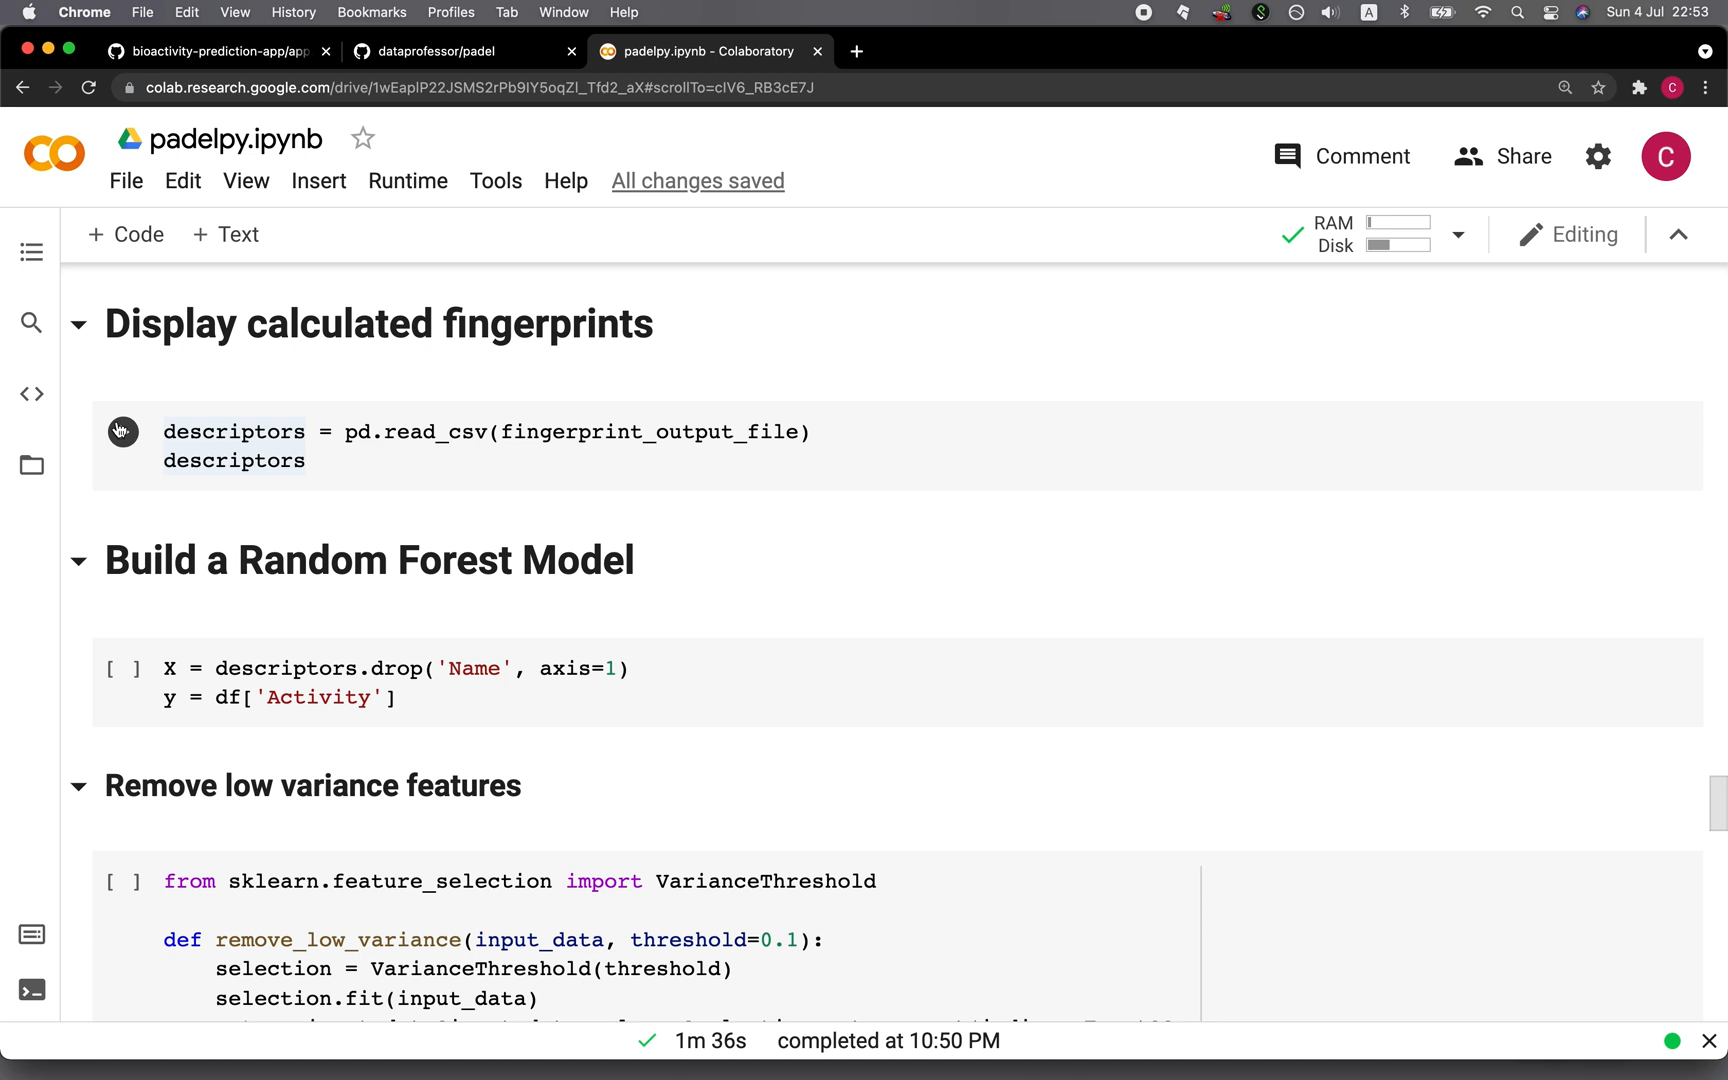 Chrome File Edit View History Bookmarks Profiles Tab Window Help A Sun 4 Jul 22:53
bioactivity-prediction-app/app dataprofessor/padel padelpy.ipynb - Colaboratory
colab.research.google.com/drive/1wEaplP22JSMS2rPb9IY5oqZl_Tfd2_aX#scrollTo=cIV6_RB3cE7J C
padelpy.ipynb
Comment Share C
File Edit View Insert Runtime Tools Help All changes saved
+ Code + Text RAM Disk Editing
Display calculated fingerprints
descriptors = pd.read_csv(fingerprint_output_file)
descriptors
Build a Random Forest Model
[ ] X = descriptors.drop('Name', axis=1)
y = df['Activity']
Remove low variance features
[ ] from sklearn.feature_selection import VarianceThreshold
def remove_low_variance(input_data, threshold=0.1):
selection = VarianceThreshold(threshold)
selection.fit(input_data)
1m 36s completed at 10:50 PM